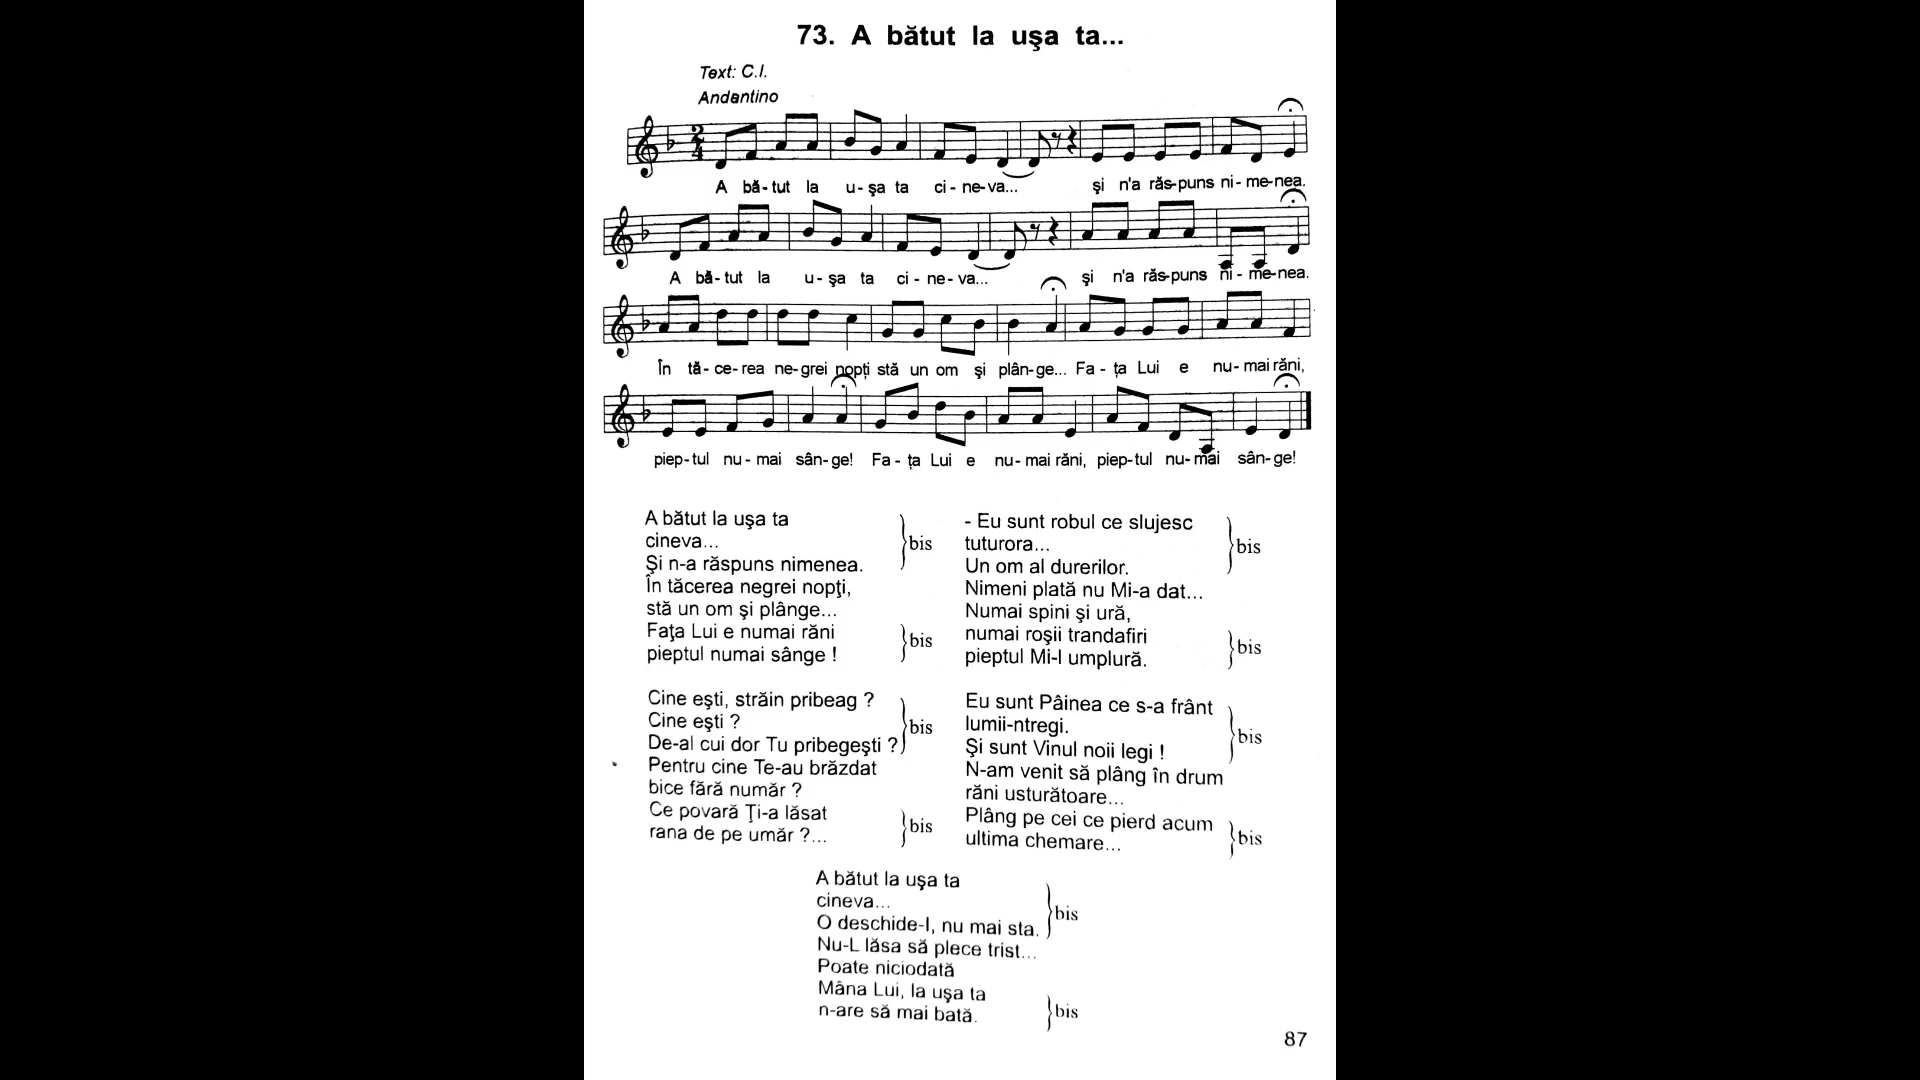 73. A bătut la uşa ta...
Text: C.I.
Andantino
2
4
A bă-tut la u-şa ta ci-ne-va... şi n'a răs-puns ni-me-nea.
A bă-tut la u-şa ta ci-ne-va... şi n'a răs-puns ni-me-nea.
În tă-ce-rea ne-grei nopţi stă un om şi plân-ge... Fa-ţa Lui e nu-mai răni,
piep-tul nu-mai sân-ge! Fa-ţa Lui e nu-mai răni, piep-tul nu-mai sân-ge!
A bătut la uşa ta
cineva...
bis
Şi n-a răspuns nimenea.
În tăcerea negrei nopţi,
stă un om şi plânge...
Faţa Lui e numai răni
bis
pieptul numai sânge !
Cine eşti, străin pribeag ?
Cine eşti ?
bis
De-al cui dor Tu pribegeşti ?
Pentru cine Te-au brăzdat
bice fără număr ?
Ce povară Ţi-a lăsat
bis
rana de pe umăr ?...
- Eu sunt robul ce slujesc
tuturora...
bis
Un om al durerilor.
Nimeni plată nu Mi-a dat...
Numai spini şi ură,
numai roşii trandafiri
bis
pieptul Mi-l umplură.
Eu sunt Pâinea ce s-a frânt
lumii-ntregi.
bis
Şi sunt Vinul noii legi !
N-am venit să plâng în drum
răni usturătoare...
Plâng pe cei ce pierd acum
bis
ultima chemare...
A bătut la uşa ta
cineva...
bis
O deschide-I, nu mai sta.
Nu-L lăsa să plece trist...
Poate niciodată
Mâna Lui, la uşa ta
bis
n-are să mai bată.
87